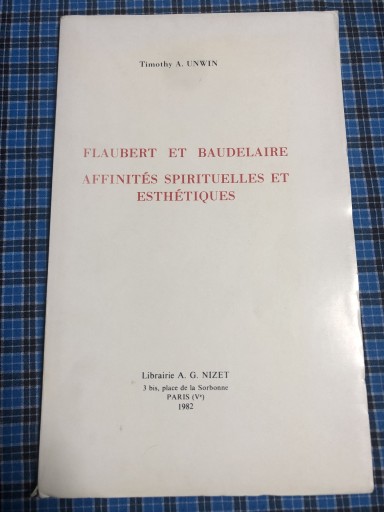 Timothy A. UNWIN
FLAUBERT ET BAUDELAIRE
AFFINITÉS SPIRITUELLES ET
ESTHÉTIQUES
Librairie A. G. NIZET
3 bis, place de la Sorbonne
PARIS (Vᵉ)
1982